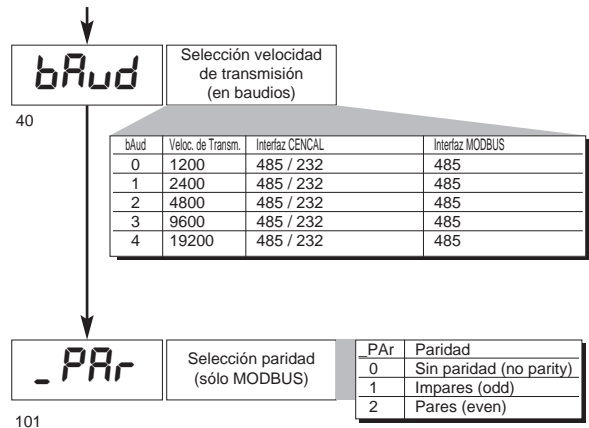 bAud
Selección velocidad
de transmisión
(en baudios)
40
bAud Veloc. de Transm. Interfaz CENCAL Interfaz MODBUS
0 1200 485 / 232 485
1 2400 485 / 232 485
2 4800 485 / 232 485
3 9600 485 / 232 485
4 19200 485 / 232 485
_PAr
Selección paridad
(sólo MODBUS)
_PAr Paridad
0 Sin paridad (no parity)
1 Impares (odd)
2 Pares (even)
101